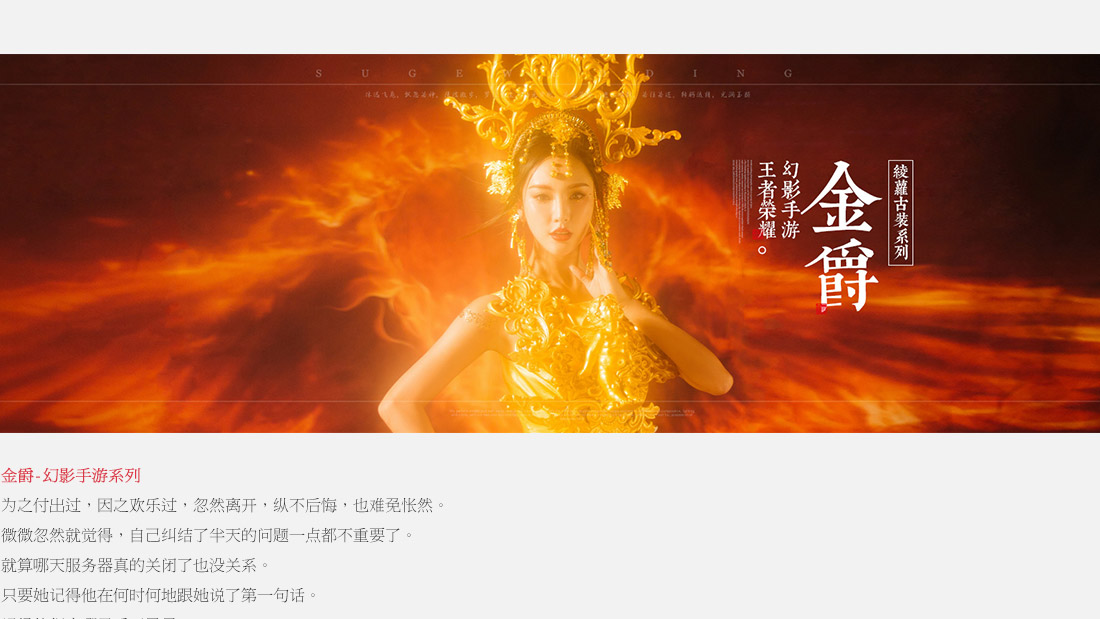 SUGEW DING
綾蘿古装系列
金爵
幻影手游
王者榮耀。
金爵-幻影手游系列
为之付出过，因之欢乐过，忽然离开，纵不后悔，也难免怅然。
微微忽然就觉得，自己纠结了半天的问题一点都不重要了。
就算哪天服务器真的关闭了也没关系。
只要她记得他在何时何地跟她说了第一句话。